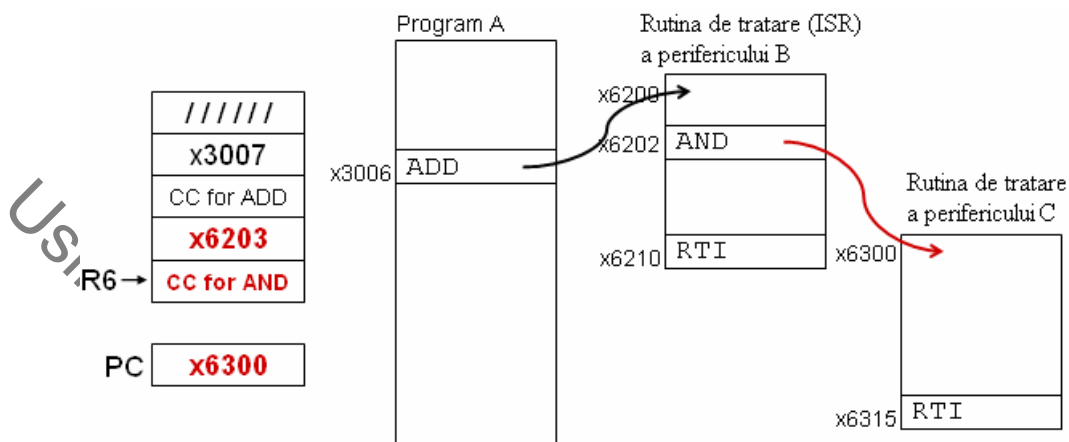 Program A
Rutina de tratare (ISR)
a perifericului B
x6200
//////
x3007
x3006 ADD
x6202 AND
CC for ADD
Rutina de tratare
a perifericului C
x6203
x6210 RTI
x6300
R6→ CC for AND
PC x6300
x6315 RTI